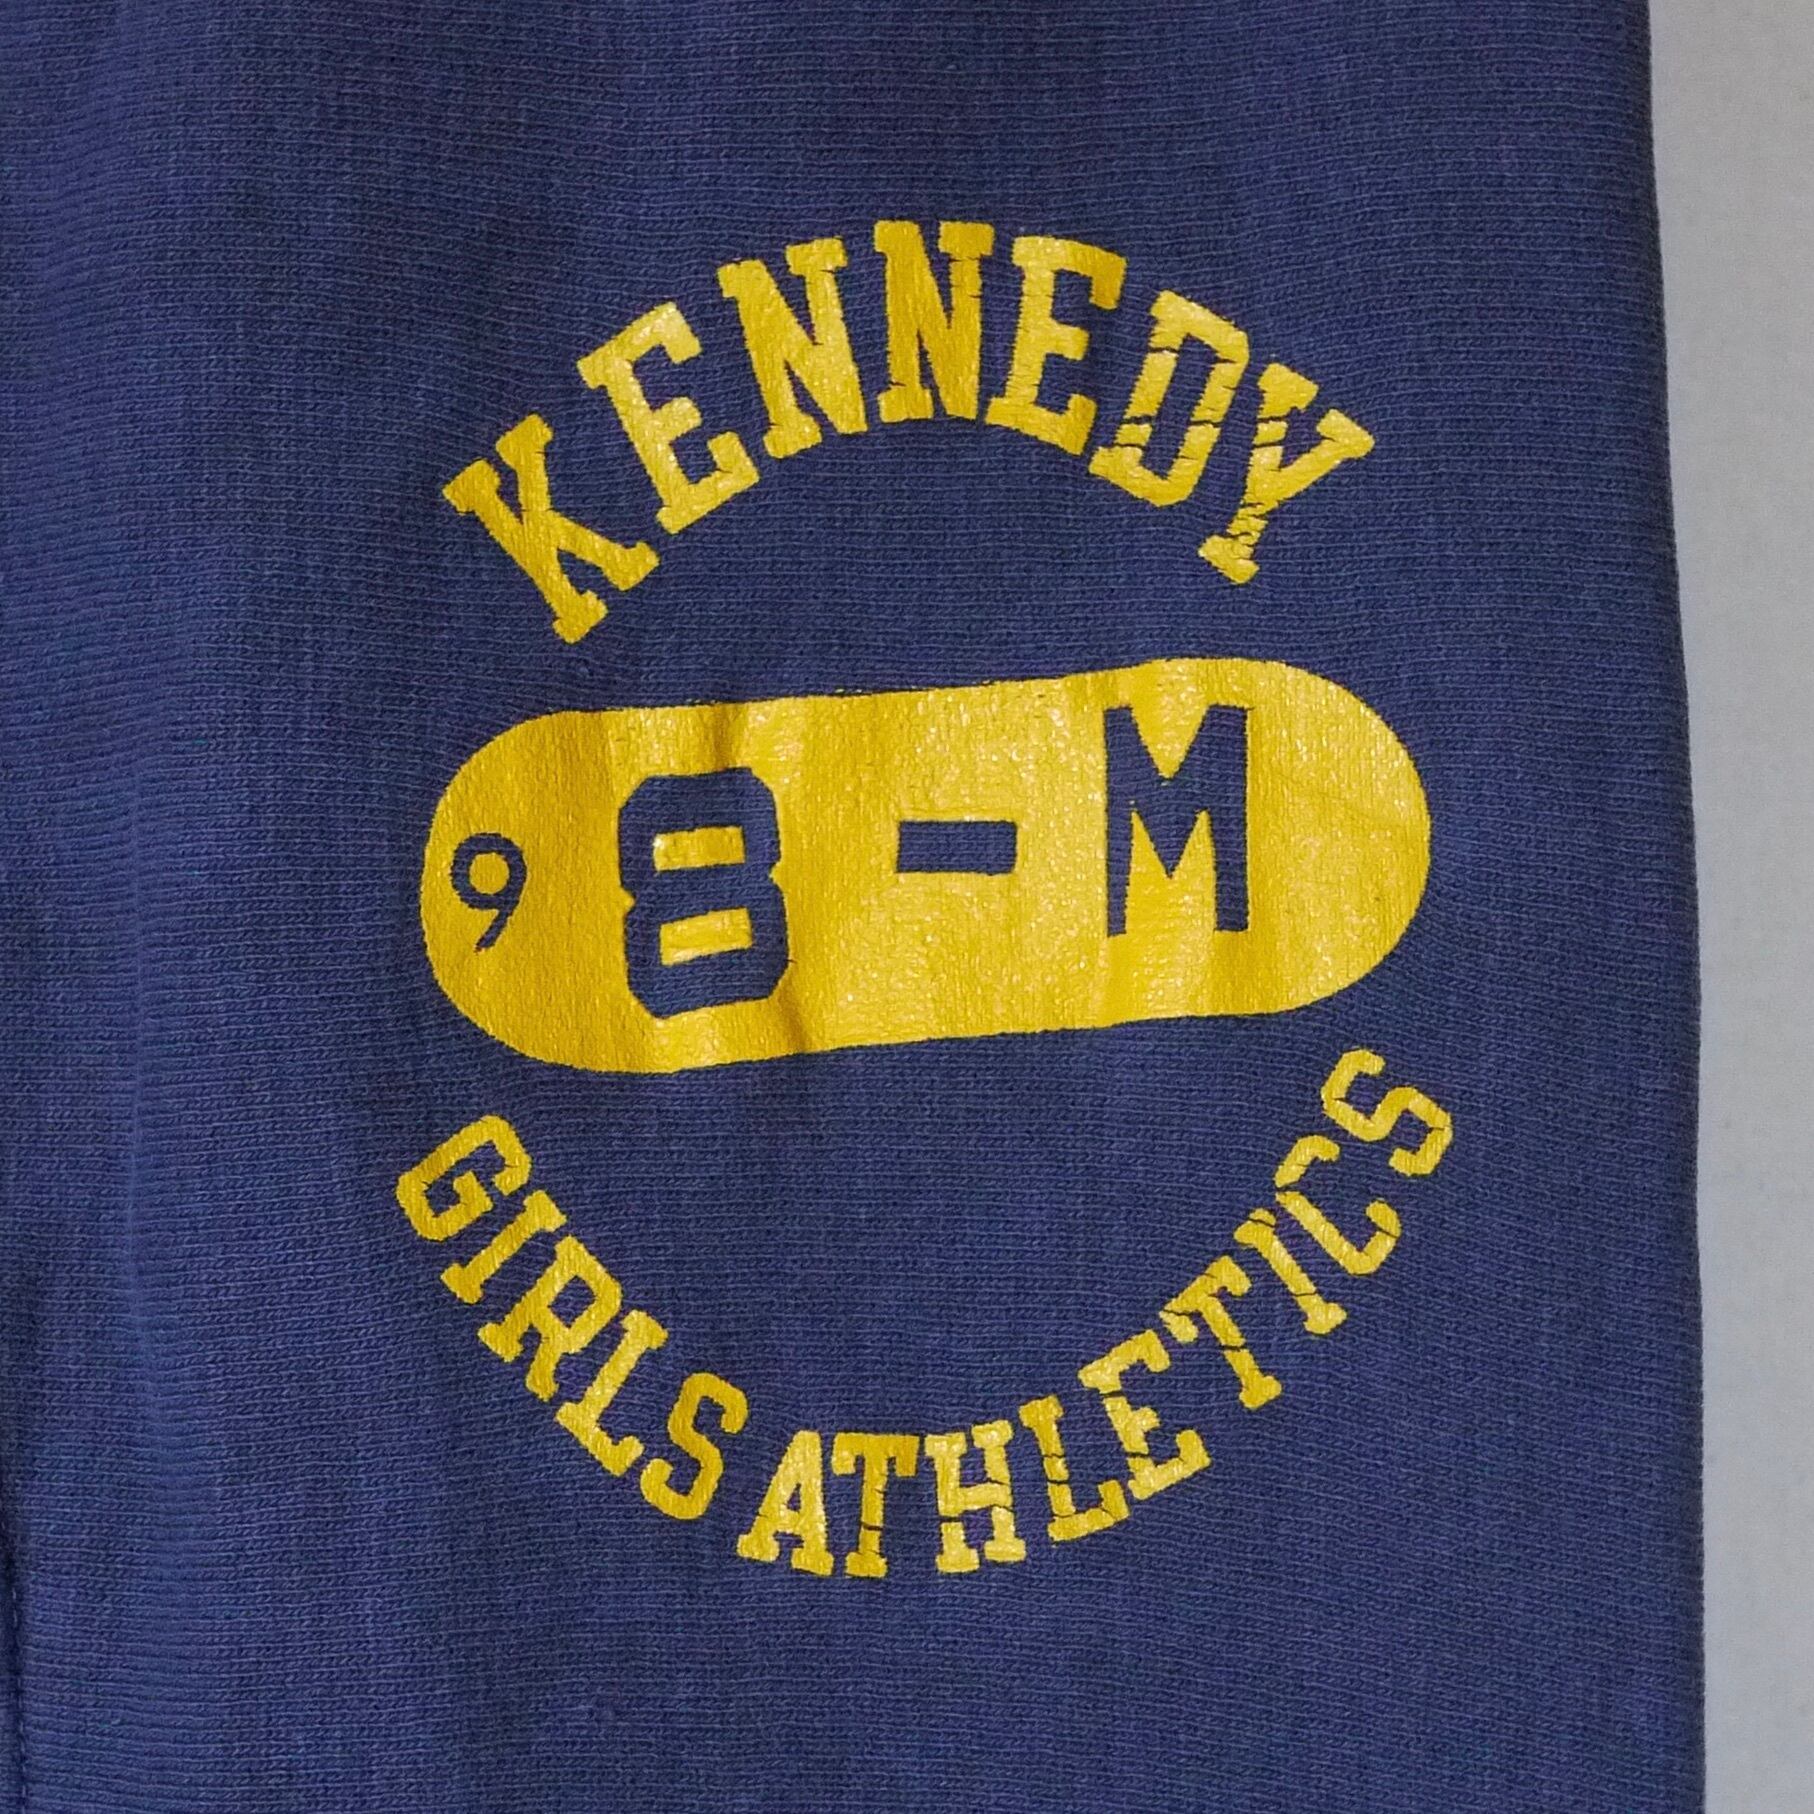 KENNEDY
9 8-M
GIRLS ATHLETICS